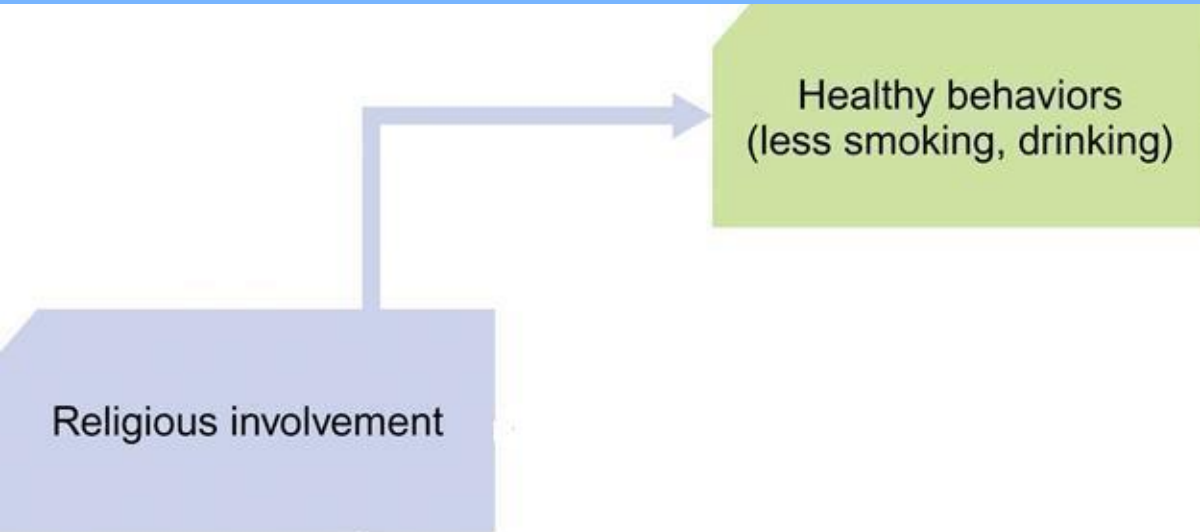 Healthy behaviors
(less smoking, drinking)
Religious involvement